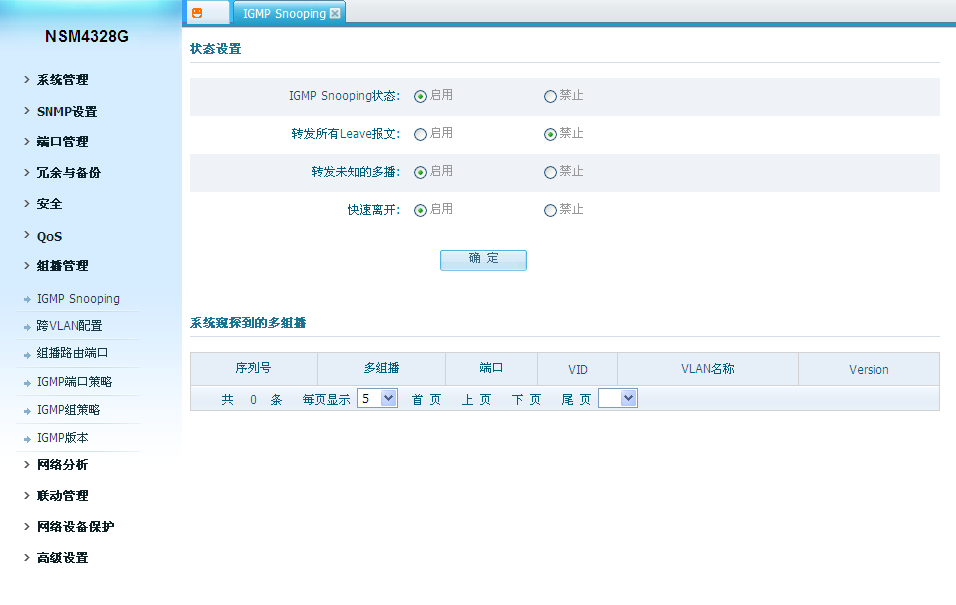 NSM4328G
系统管理
SNMP设置
端口管理
冗余与备份
安全
QoS
组播管理
IGMP Snooping
跨VLAN配置
组播路由端口
IGMP端口策略
IGMP组策略
IGMP版本
网络分析
联动管理
网络设备保护
高级设置
IGMP Snooping
状态设置
IGMP Snooping状态: 启用 禁止
转发所有Leave报文: 启用 禁止
转发未知的多播: 启用 禁止
快速离开: 启用 禁止
确 定
系统窥探到的多组播
序列号 多组播 端口 VID VLAN名称 Version
共 0 条 每页显示 5 首 页 上 页 下 页 尾 页